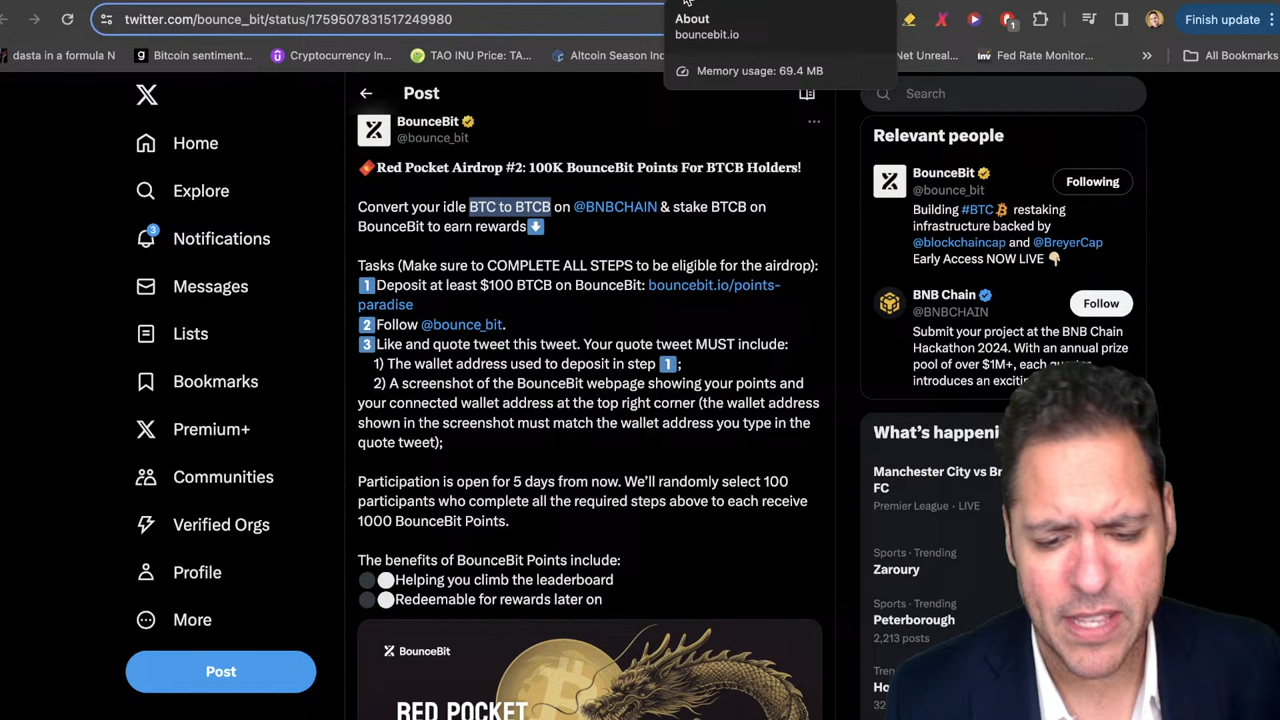 twitter.com/bounce_bit/status/1759507831517249980
About
bouncebit.io
Memory usage: 69.4 MB
1
Finish update
dasta in a formula N
Bitcoin sentiment...
Cryptocurrency In...
TAO INU Price: TA...
Altcoin Season Ind
Net Unreal...
Fed Rate Monitor...
»
All Bookmarks
Home
Explore
3
Notifications
Messages
Lists
Bookmarks
Premium+
Communities
Verified Orgs
Profile
More
Post
Post
BounceBit
@bounce_bit
🧧Red Pocket Airdrop #2: 100K BounceBit Points For BTCB Holders!
Convert your idle BTC to BTCB on @BNBCHAIN & stake BTCB on
BounceBit to earn rewards⬇️
Tasks (Make sure to COMPLETE ALL STEPS to be eligible for the airdrop):
1️⃣Deposit at least $100 BTCB on BounceBit: bouncebit.io/points-
paradise
2️⃣Follow @bounce_bit.
3️⃣Like and quote tweet this tweet. Your quote tweet MUST include:
1) The wallet address used to deposit in step 1️⃣;
2) A screenshot of the BounceBit webpage showing your points and
your connected wallet address at the top right corner (the wallet address
shown in the screenshot must match the wallet address you type in the
quote tweet);
Participation is open for 5 days from now. We'll randomly select 100
participants who complete all the required steps above to each receive
1000 BounceBit Points.
The benefits of BounceBit Points include:
⚫⚪Helping you climb the leaderboard
⚫⚪Redeemable for rewards later on
BounceBit
RED POCKET
Search
Relevant people
BounceBit
@bounce_bit
Following
Building #BTC restaking
infrastructure backed by
@blockchaincap and @BreyerCap
Early Access NOW LIVE 👇🏻
BNB Chain
@BNBCHAIN
Follow
Submit your project at the BNB Chain
Hackathon 2024. With an annual prize
pool of over $1M+, each
introduces an
What's happeni
Manchester City vs Br
FC
Premier League · LIVE
Sports · Trending
Zaroury
Sports · Trending
Peterborough
2,213 posts
Tren
Ho
32